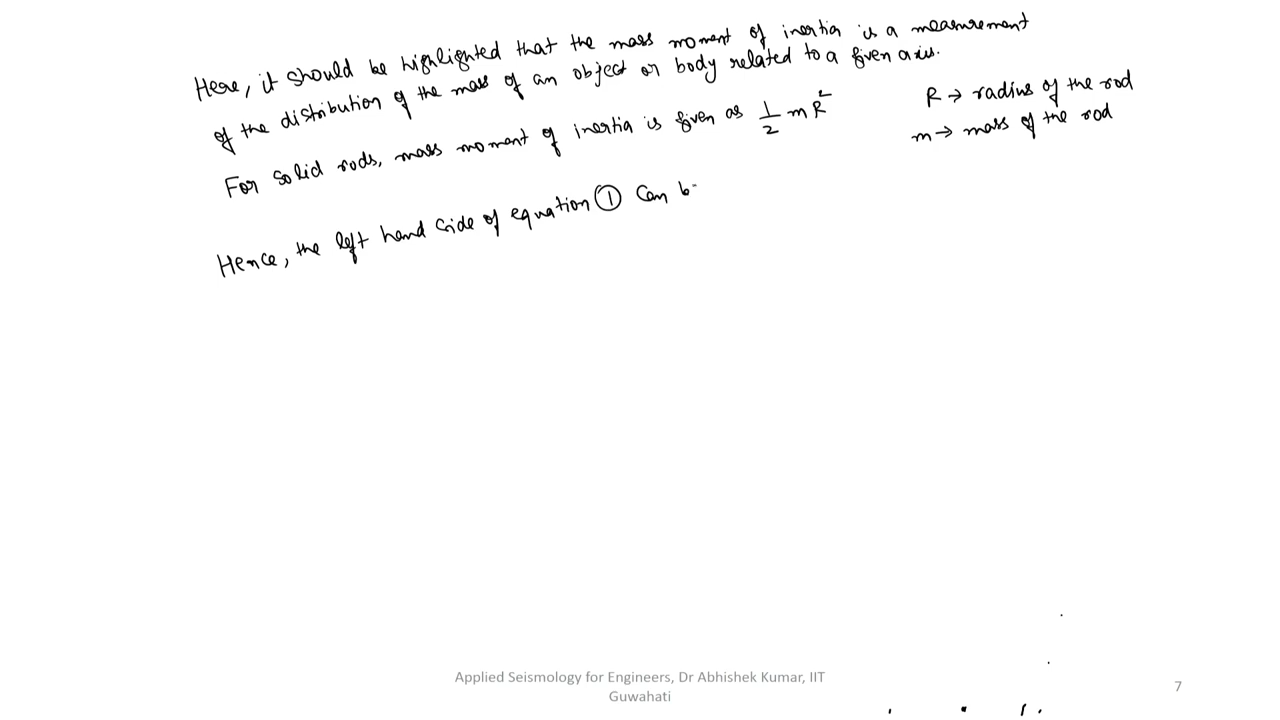 Here, it should be highlighted that the mass moment of inertia is a measurement
of the distribution of the mass of an object or body related to a given axis.
For solid rods, mass moment of inertia is given as 1/2 m R²
R → radius of the rod
m → mass of the rod
Hence, the left hand side of equation ① Can b
Applied Seismology for Engineers, Dr Abhishek Kumar, IIT
Guwahati
7